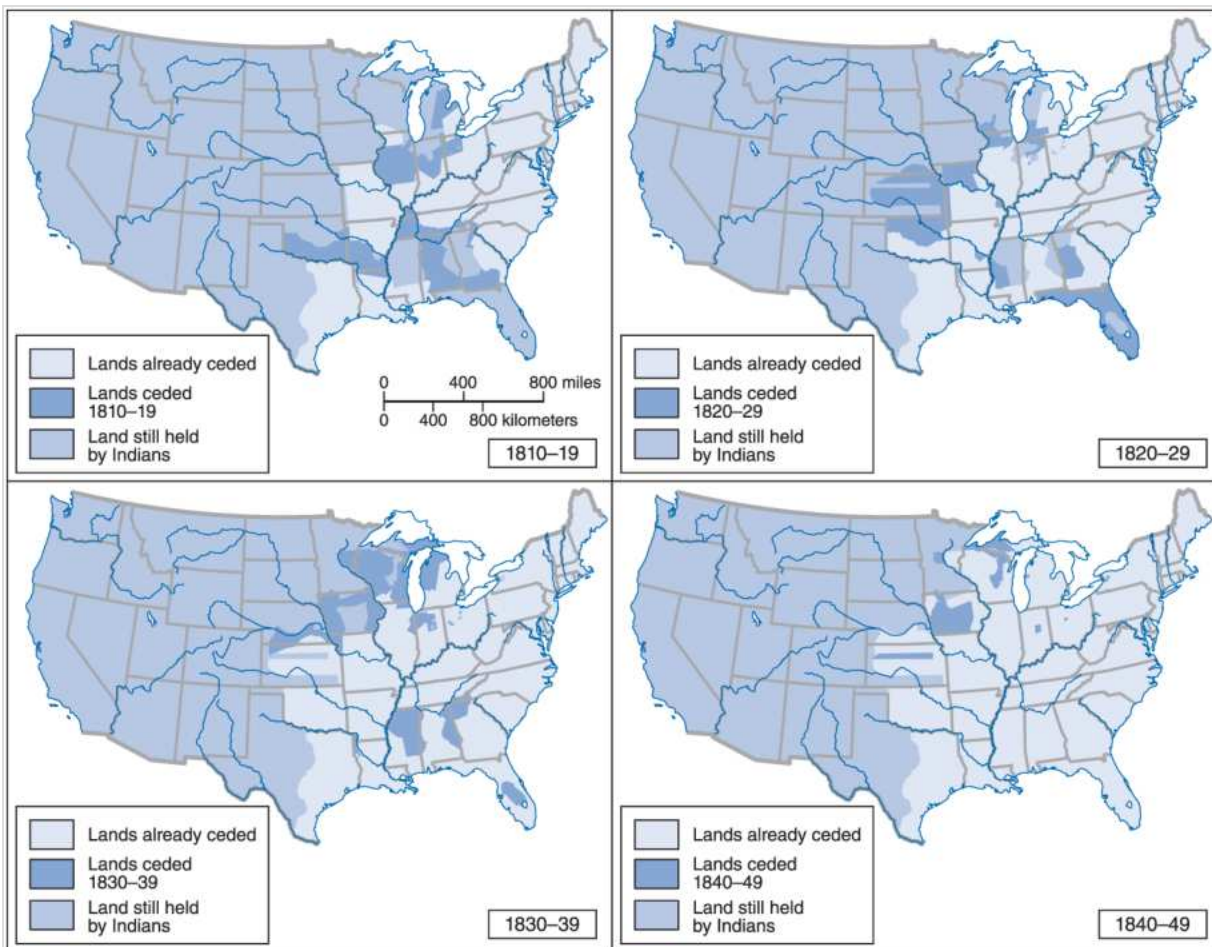 Lands already ceded
Lands ceded
1810–19
Land still held
by Indians
0 400 800 miles
0 400 800 kilometers
1810–19
Lands already ceded
Lands ceded
1820–29
Land still held
by Indians
1820–29
Lands already ceded
Lands ceded
1830–39
Land still held
by Indians
1830–39
Lands already ceded
Lands ceded
1840–49
Land still held
by Indians
1840–49